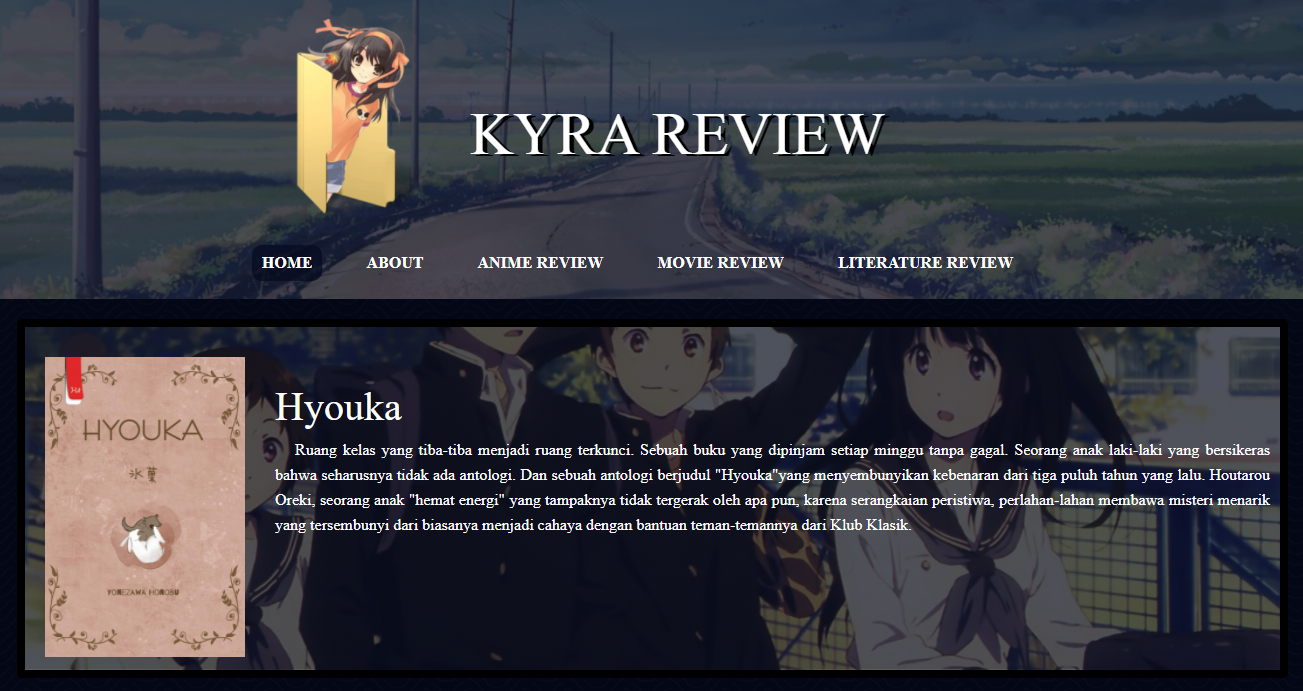 KYRA REVIEW
HOME ABOUT ANIME REVIEW MOVIE REVIEW LITERATURE REVIEW
HYOUKA
氷菓
YONEZAWA HONOBU
Hyouka
Ruang kelas yang tiba-tiba menjadi ruang terkunci. Sebuah buku yang dipinjam setiap minggu tanpa gagal. Seorang anak laki-laki yang bersikeras
bahwa seharusnya tidak ada antologi. Dan sebuah antologi berjudul "Hyouka"yang menyembunyikan kebenaran dari tiga puluh tahun yang lalu. Houtarou
Oreki, seorang anak "hemat energi" yang tampaknya tidak tergerak oleh apa pun, karena serangkaian peristiwa, perlahan-lahan membawa misteri menarik
yang tersembunyi dari biasanya menjadi cahaya dengan bantuan teman-temannya dari Klub Klasik.